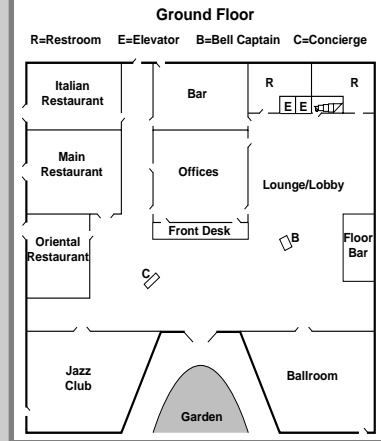 Ground Floor
R=Restroom E=Elevator B=Bell Captain C=Concierge
Italian
Restaurant
Bar
R
R
E E
Main
Restaurant
Offices
Lounge/Lobby
Oriental
Restaurant
Front Desk
B
Floor
Bar
C
Jazz
Club
Ballroom
Garden